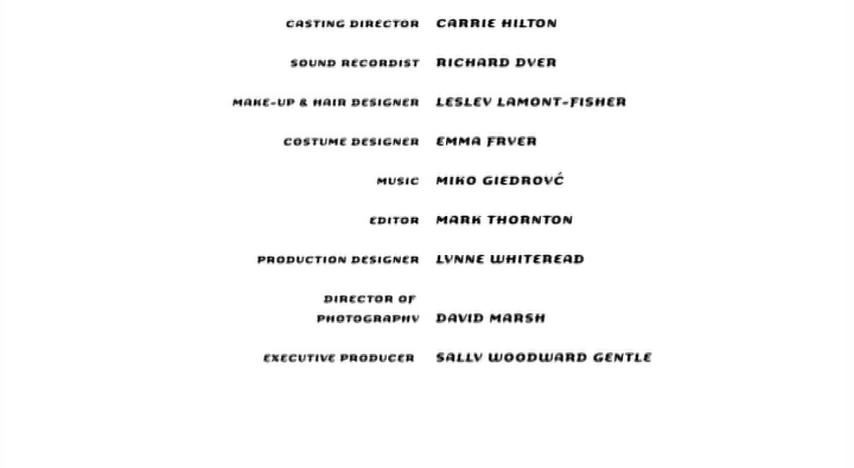 CASTING DIRECTOR CARRIE HILTON
SOUND RECORDIST RICHARD DYER
MAKE-UP & HAIR DESIGNER LESLEY LAMONT-FISHER
COSTUME DESIGNER EMMA FRYER
MUSIC MIKO GIEDROYĆ
EDITOR MARK THORNTON
PRODUCTION DESIGNER LYNNE WHITEREAD
DIRECTOR OF
PHOTOGRAPHY DAVID MARSH
EXECUTIVE PRODUCER SALLY WOODWARD GENTLE